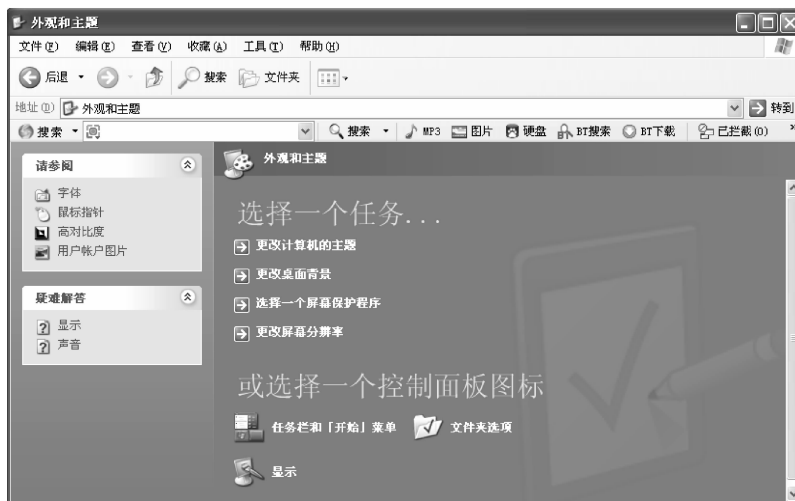 外观和主题
文件(F) 编辑(E) 查看(V) 收藏(A) 工具(T) 帮助(H)
后退 搜索 文件夹
地址(D) 外观和主题 转到
搜索 搜索 MP3 图片 硬盘 BT搜索 BT下载 已拦截(0) »
请参阅
字体
鼠标指针
高对比度
用户帐户图片
疑难解答
显示
声音
外观和主题
选择一个任务...
更改计算机的主题
更改桌面背景
选择一个屏幕保护程序
更改屏幕分辨率
或选择一个控制面板图标
任务栏和「开始」菜单 文件夹选项
显示